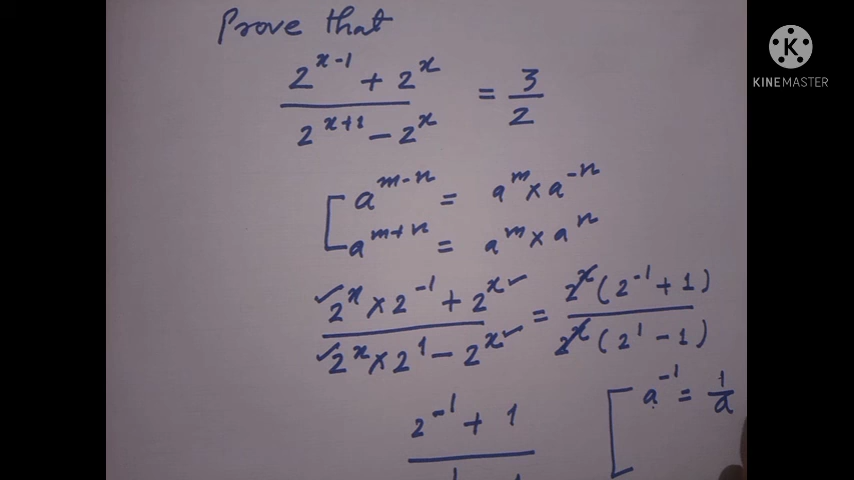 Prove that
2^{x-1} + 2^x / 2^{x+1} - 2^x = 3/2
K
KINEMASTER
[ a^{m-n} = a^m × a^{-n}
a^{m+n} = a^m × a^n
✓2^x × 2^{-1} + 2^x✓ / ✓2^x × 2^1 - 2^x✓ = 2^x (2^{-1} + 1) / 2^x (2^1 - 1)
[ a^{-1} = 1/a
2^{-1} + 1